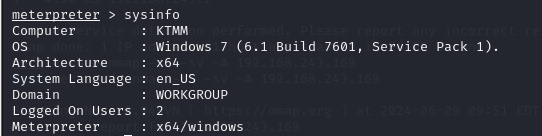 meterpreter > sysinfo
Computer : KTMM
OS : Windows 7 (6.1 Build 7601, Service Pack 1).
Architecture : x64
System Language : en_US
Domain : WORKGROUP
Logged On Users : 2
Meterpreter : x64/windows